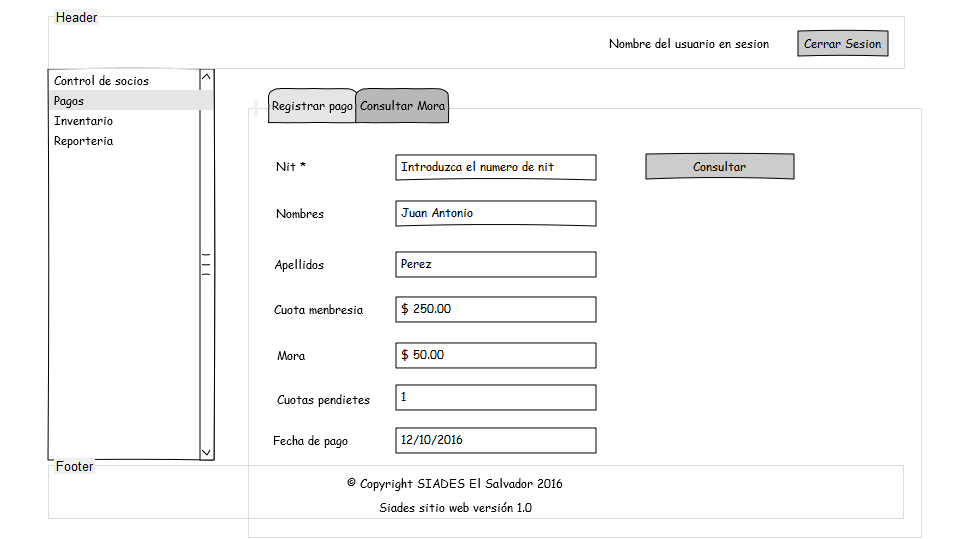 Header
Nombre del usuario en sesion
Cerrar Sesion
Control de socios
Pagos
Inventario
Reporteria
Registrar pago
Consultar Mora
Nit *
Introduzca el numero de nit
Consultar
Nombres
Juan Antonio
Apellidos
Perez
Cuota menbresia
$ 250.00
Mora
$ 50.00
Cuotas pendietes
1
Fecha de pago
12/10/2016
Footer
© Copyright SIADES El Salvador 2016
Siades sitio web versión 1.0